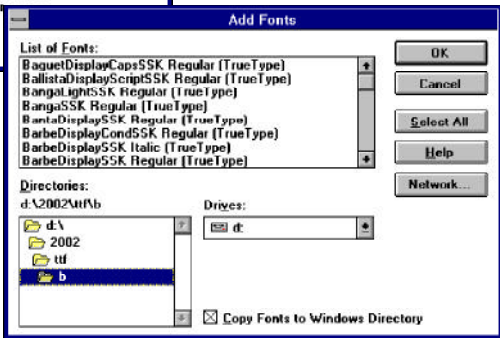 Add Fonts
List of Fonts:
BaguetDisplayCapsSSK Regular (TrueType)
BallistaDisplayScriptSSK Regular (TrueType)
BangaLightSSK Regular (TrueType)
BangaSSK Regular (TrueType)
BantaDisplaySSK Regular (TrueType)
BarbeDisplayCondSSK Regular (TrueType)
BarbeDisplaySSK Italic (TrueType)
BarbeDisplaySSK Regular (TrueType)
OK
Cancel
Select All
Help
Network...
Directories:
d:\2002\ttf\b
d:\
2002
ttf
b
Drives:
d:
Copy Fonts to Windows Directory